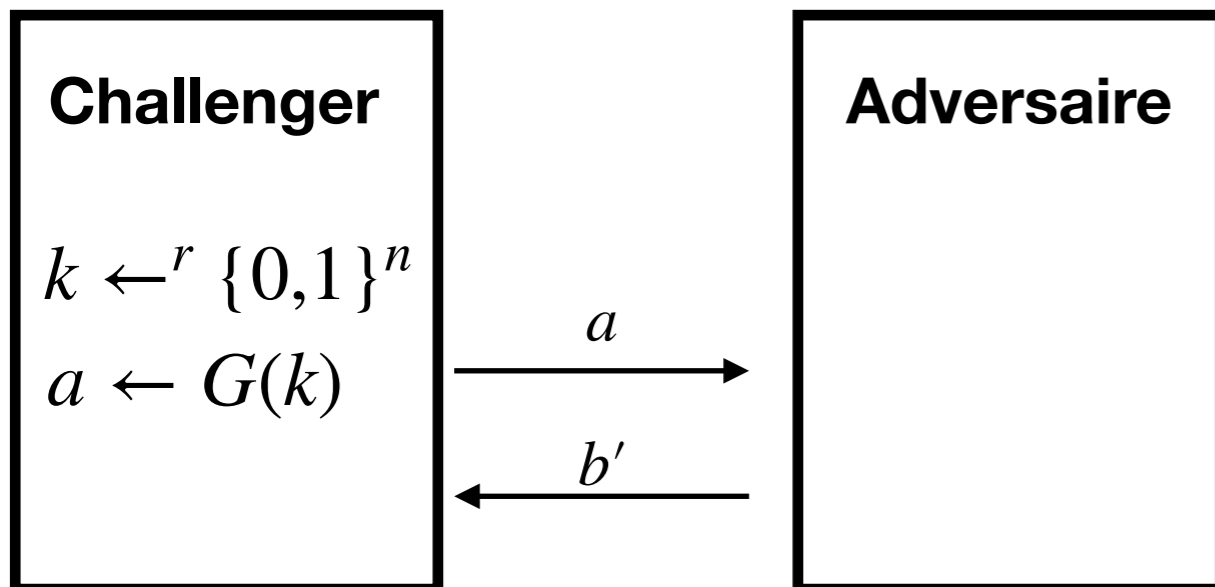 Challenger
Adversaire
k ←ʳ {0,1}ⁿ
a
a ← G(k)
b′